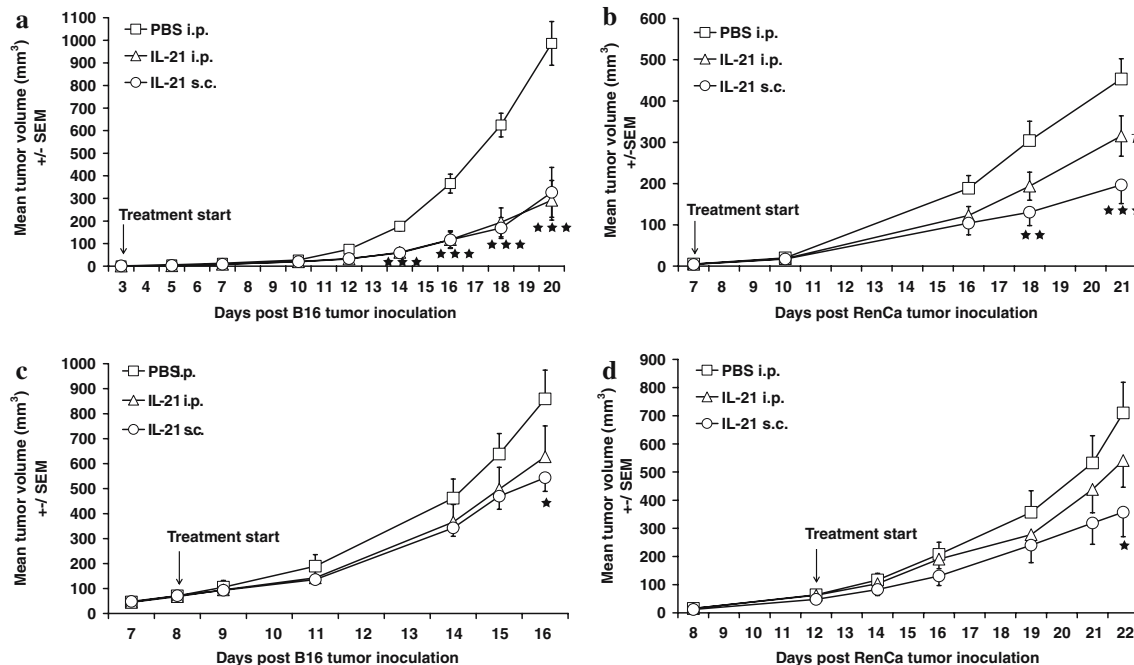 a
1100
1000
900
800
700
600
500
400
300
200
100
0
Mean tumor volume (mm³)
+/- SEM
PBS i.p.
IL-21 i.p.
IL-21 s.c.
Treatment start
★★★ ★★★ ★★★ ★★★
3 4 5 6 7 8 9 10 11 12 13 14 15 16 17 18 19 20
Days post B16 tumor inoculation
b
600
500
400
300
200
100
0
Mean tumor volume (mm³)
+/-SEM
PBS i.p.
IL-21 i.p.
IL-21 s.c.
Treatment start
★★ ★★★
7 8 9 10 11 12 13 14 15 16 17 18 19 20 21
Days post RenCa tumor inoculation
c
1000
900
800
700
600
500
400
300
200
100
0
Mean tumor volume (mm³)
+-/ SEM
PBS i.p.
IL-21 i.p.
IL-21 s.c.
Treatment start
★
7 8 9 11 14 15 16
Days post B16 tumor inoculation
d
900
800
700
600
500
400
300
200
100
0
Mean tumor volume (mm³)
+-/ SEM
PBS i.p.
IL-21 i.p.
IL-21 s.c.
Treatment start
★
8 9 10 11 12 13 14 15 16 17 18 19 20 21 22
Days post RenCa tumor inoculation